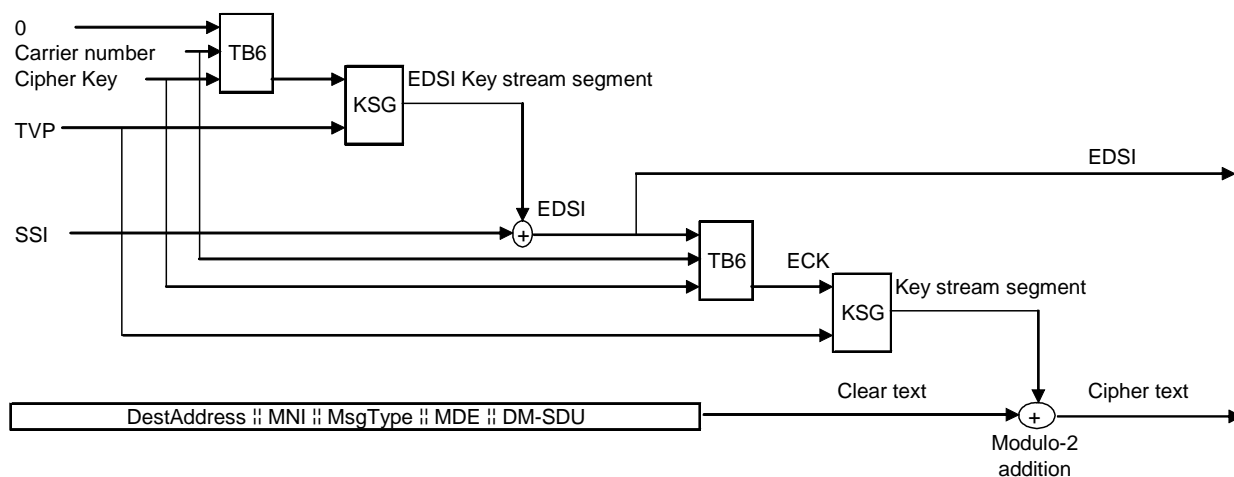 0
Carrier number
Cipher Key
TB6
EDSI Key stream segment
KSG
TVP
EDSI
EDSI
SSI
TB6
ECK
Key stream segment
KSG
Clear text
Cipher text
DestAddress ¦¦ MNI ¦¦ MsgType ¦¦ MDE ¦¦ DM-SDU
Modulo-2
addition